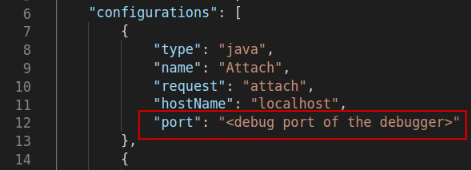 6 "configurations": [
7 {
8 "type": "java",
9 "name": "Attach",
10 "request": "attach",
11 "hostName": "localhost",
12 "port": "<debug port of the debugger>"
13 },
14 {